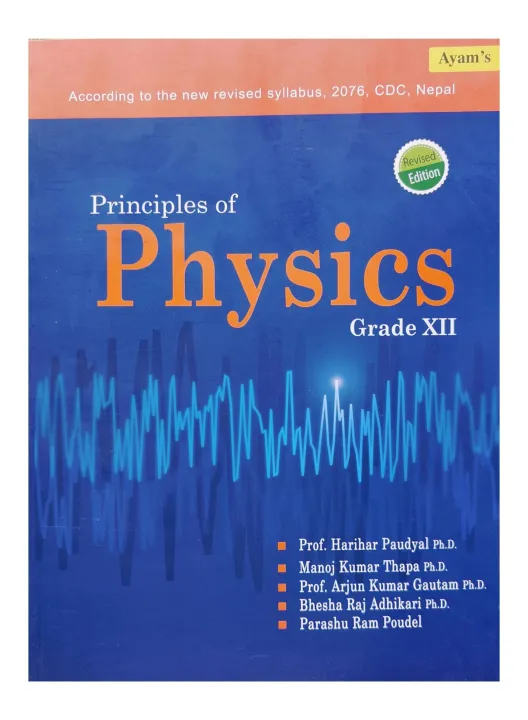 Ayam's
According to the new revised syllabus, 2076, CDC, Nepal
Revised
Edition
Principles of
Physics
Grade XII
Prof. Harihar Paudyal Ph.D.
Manoj Kumar Thapa Ph.D.
Prof. Arjun Kumar Gautam Ph.D.
Bhesha Raj Adhikari Ph.D.
Parashu Ram Poudel